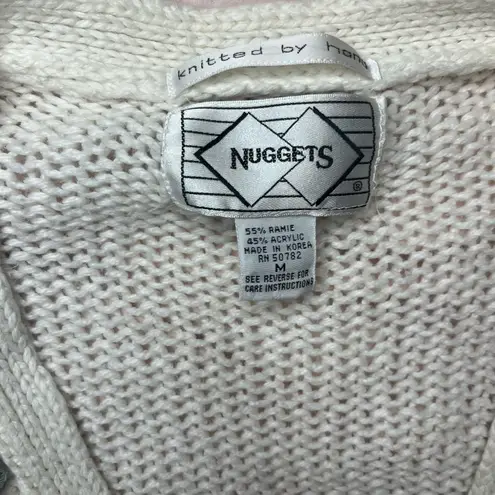 knitted by hand
NUGGETS
®
55% RAMIE
45% ACRYLIC
MADE IN KOREA
RN 50782
M
SEE REVERSE FOR
CARE INSTRUCTIONS